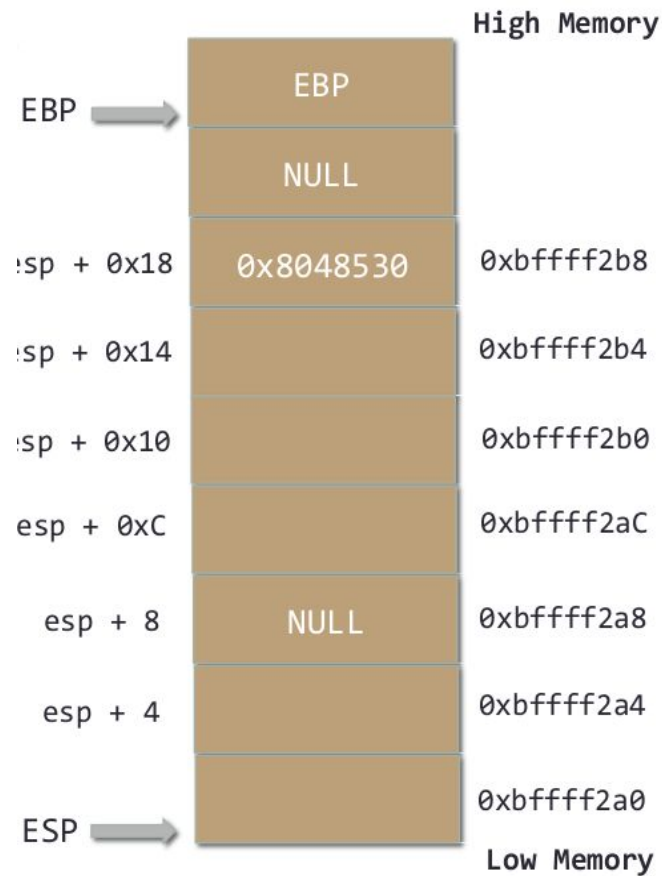 High Memory
EBP
EBP
NULL
sp + 0x18 0x8048530 0xbffff2b8
sp + 0x14 0xbffff2b4
sp + 0x10 0xbffff2b0
esp + 0xC 0xbffff2aC
esp + 8 NULL 0xbffff2a8
esp + 4 0xbffff2a4
0xbffff2a0
ESP
Low Memory